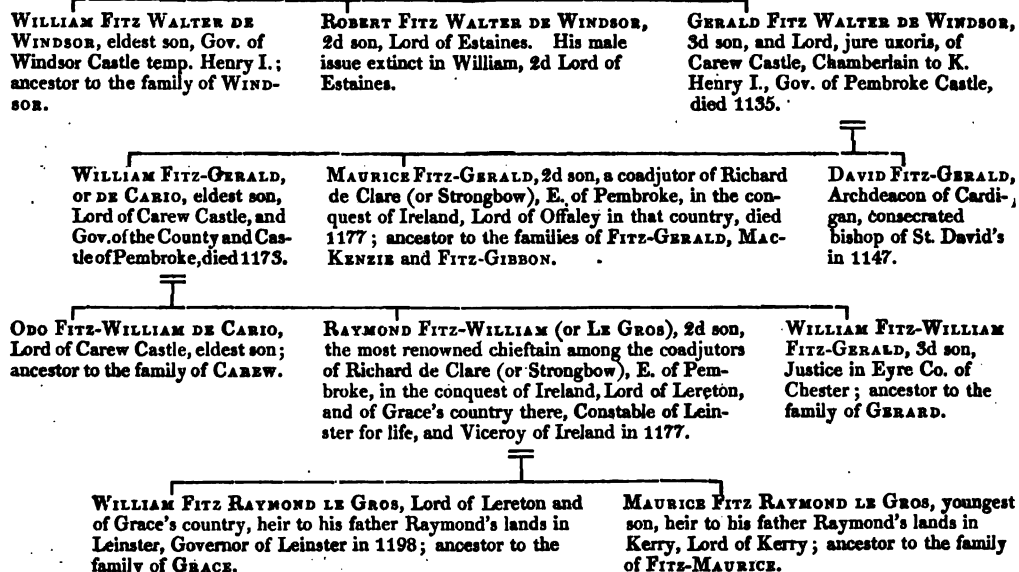 WILLIAM FITZ WALTER DE
WINDSOR, eldest son, Gov. of
Windsor Castle temp. Henry I.;
ancestor to the family of WIND-
SOR.
ROBERT FITZ WALTER DE WINDSOR,
2d son, Lord of Estaines. His male
issue extinct in William, 2d Lord of
Estaines.
GERALD FITZ WALTER DE WINDSOR,
3d son, and Lord, jure uxoris, of
Carew Castle, Chamberlain to K.
Henry I., Gov. of Pembroke Castle,
died 1135.
WILLIAM FITZ-GERALD,
or DE CARIO, eldest son,
Lord of Carew Castle, and
Gov. of the County and Cas-
tle of Pembroke, died 1173.
MAURICE FITZ-GERALD, 2d son, a coadjutor of Richard
de Clare (or Strongbow), E. of Pembroke, in the con-
quest of Ireland, Lord of Offaley in that country, died
1177; ancestor to the families of FITZ-GERALD, MAC-
KENZIE and FITZ-GIBBON.
DAVID FITZ-GERALD,
Archdeacon of Cardi-
gan, consecrated
bishop of St. David's
in 1147.
ODO FITZ-WILLIAM DE CARIO,
Lord of Carew Castle, eldest son;
ancestor to the family of CAREW.
RAYMOND FITZ-WILLIAM (or LE GROS), 2d son,
the most renowned chieftain among the coadjutors
of Richard de Clare (or Strongbow), E. of Pem-
broke, in the conquest of Ireland, Lord of Lereton,
and of Grace's country there, Constable of Lein-
ster for life, and Viceroy of Ireland in 1177.
WILLIAM FITZ-WILLIAM
FITZ-GERALD, 3d son,
Justice in Eyre Co. of
Chester; ancestor to the
family of GERARD.
WILLIAM FITZ RAYMOND LE GROS, Lord of Lereton and
of Grace's country, heir to his father Raymond's lands in
Leinster, Governor of Leinster in 1198; ancestor to the
family of GRACE.
MAURICE FITZ RAYMOND LE GROS, youngest
son, heir to his father Raymond's lands in
Kerry, Lord of Kerry; ancestor to the family
of FITZ-MAURICE.